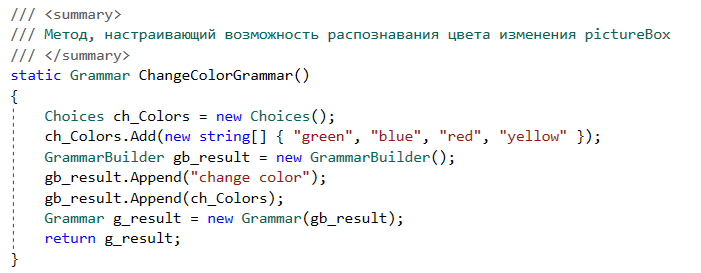 /// <summary>
/// Метод, настраивающий возможность распознавания цвета изменения pictureBox
/// </summary>
static Grammar ChangeColorGrammar()
{
    Choices ch_Colors = new Choices();
    ch_Colors.Add(new string[] { "green", "blue", "red", "yellow" });
    GrammarBuilder gb_result = new GrammarBuilder();
    gb_result.Append("change color");
    gb_result.Append(ch_Colors);
    Grammar g_result = new Grammar(gb_result);
    return g_result;
}